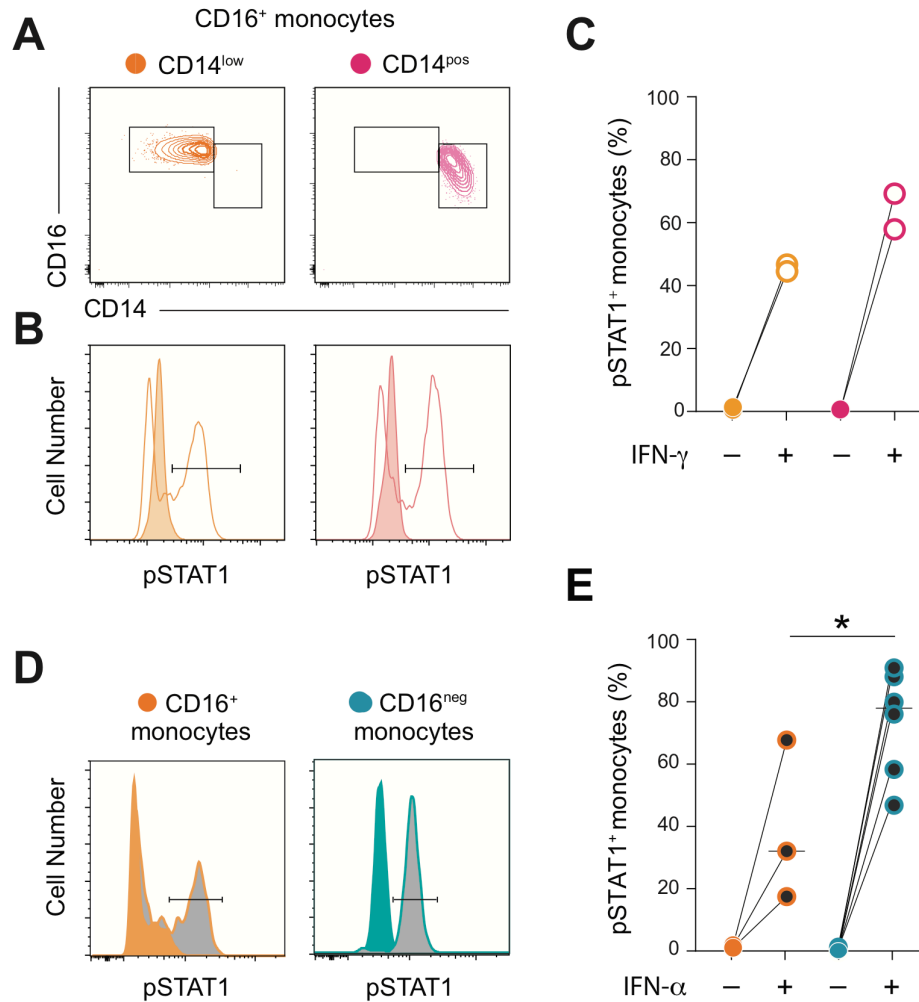 A
CD16⁺ monocytes
CD14ˡᵒʷ
CD14ᵖᵒˢ
CD16
CD14
B
Cell Number
pSTAT1
pSTAT1
C
pSTAT1⁺ monocytes (%)
100
80
60
40
20
0
IFN-γ − + − +
D
CD16⁺
monocytes
CD16ⁿᵉᵍ
monocytes
Cell Number
pSTAT1
pSTAT1
E
*
pSTAT1⁺ monocytes (%)
100
80
60
40
20
0
IFN-α − + − +